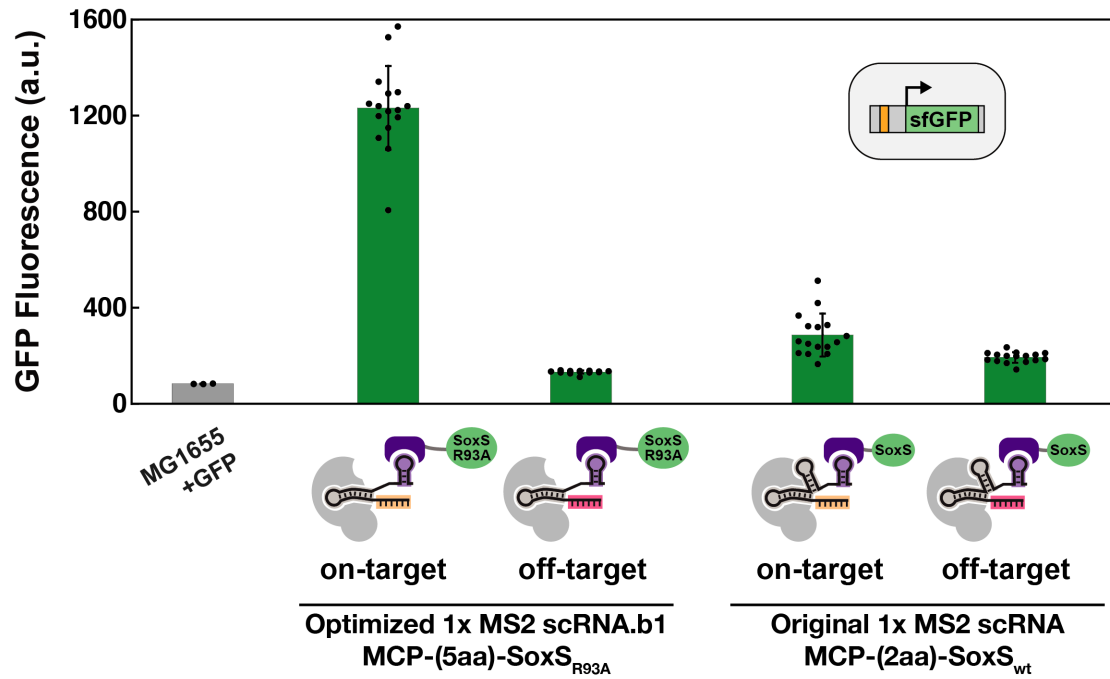 GFP Fluorescence (a.u.)
1600
1200
800
400
0
sfGFP
MG1655
+GFP
SoxS
R93A
SoxS
R93A
SoxS
SoxS
on-target
off-target
on-target
off-target
Optimized 1x MS2 scRNA.b1
MCP-(5aa)-SoxSR93A
Original 1x MS2 scRNA
MCP-(2aa)-SoxSwt